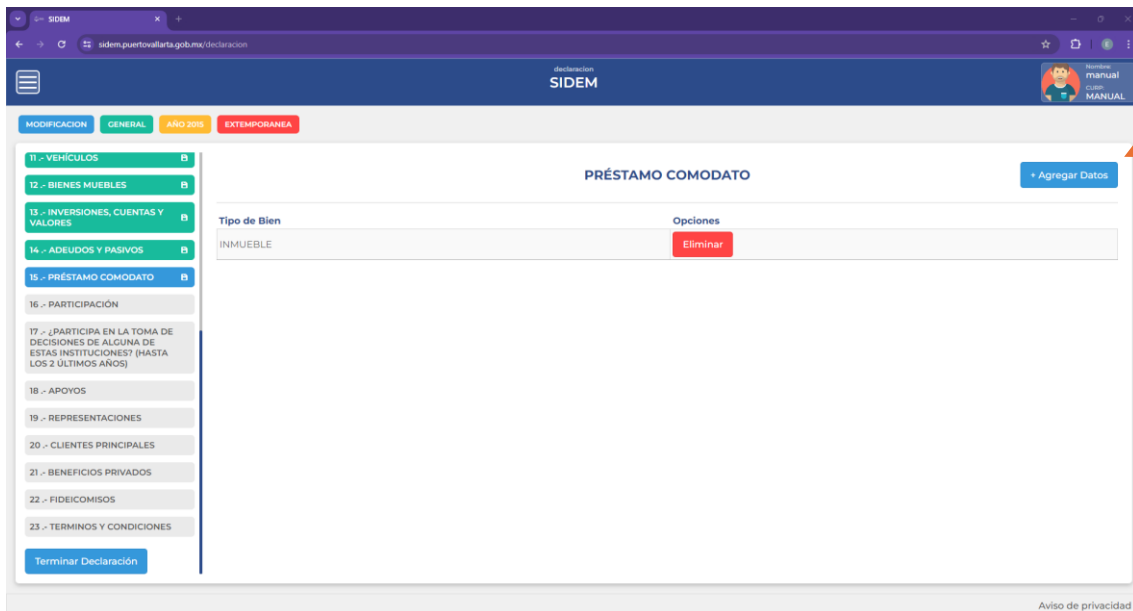 SIDEM
sidem.puertovallarta.gob.mx/declaracion
E
declaracion
SIDEM
Nombre:
manual
CURP:
MANUAL
MODIFICACION GENERAL AÑO 2015 EXTEMPORANEA
11 .- VEHÍCULOS
12 .- BIENES MUEBLES
13 .- INVERSIONES, CUENTAS Y
VALORES
14 .- ADEUDOS Y PASIVOS
15 .- PRÉSTAMO COMODATO
16 .- PARTICIPACIÓN
17 .- ¿PARTICIPA EN LA TOMA DE
DECISIONES DE ALGUNA DE
ESTAS INSTITUCIONES? (HASTA
LOS 2 ÚLTIMOS AÑOS)
18 .- APOYOS
19 .- REPRESENTACIONES
20 .- CLIENTES PRINCIPALES
21 .- BENEFICIOS PRIVADOS
22 .- FIDEICOMISOS
23 .- TERMINOS Y CONDICIONES
Terminar Declaración
PRÉSTAMO COMODATO
+ Agregar Datos
Tipo de Bien Opciones
INMUEBLE Eliminar
Aviso de privacidad